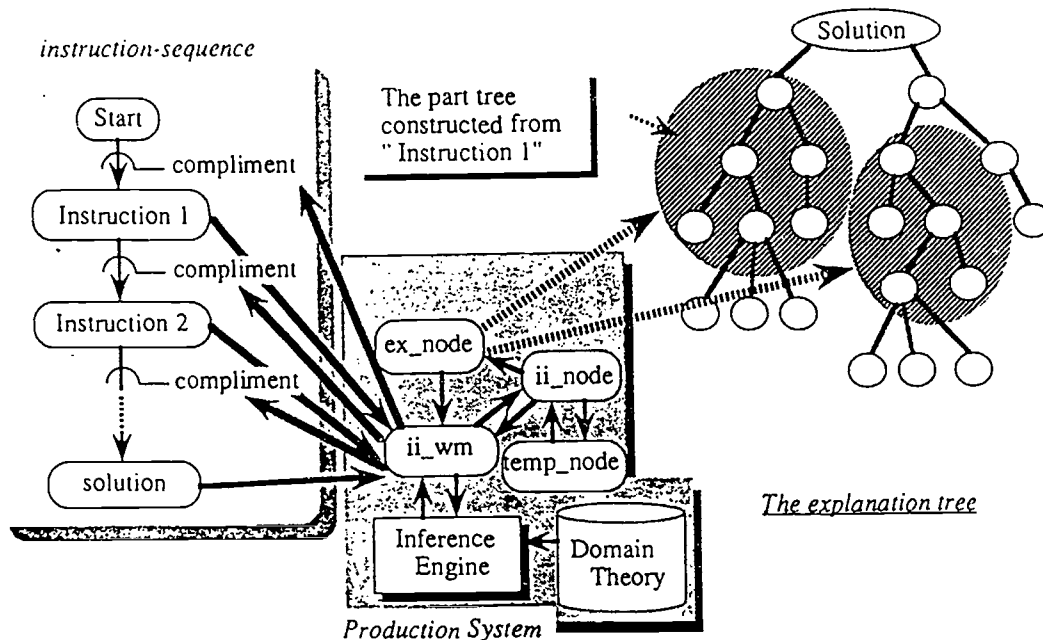 instruction-sequence
Start
compliment
Instruction 1
compliment
Instruction 2
compliment
solution
The part tree
constructed from
" Instruction 1"
Solution
ex_node
ii_node
ii_wm
temp_node
Inference
Engine
Domain
Theory
Production System
The explanation tree